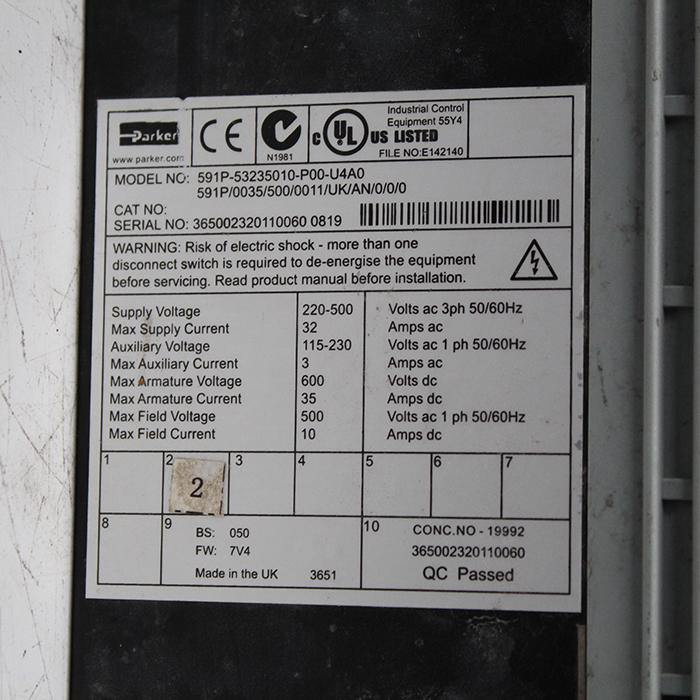 Parker
www.parker.com
CE
N1981
c UL US LISTED
Industrial Control
Equipment 55Y4
FILE NO:E142140
MODEL NO: 591P-53235010-P00-U4A0
591P/0035/500/0011/UK/AN/0/0/0
CAT NO:
SERIAL NO: 365002320110060 0819
WARNING: Risk of electric shock - more than one
disconnect switch is required to de-energise the equipment
before servicing. Read product manual before installation.
Supply Voltage 220-500 Volts ac 3ph 50/60Hz
Max Supply Current 32 Amps ac
Auxiliary Voltage 115-230 Volts ac 1 ph 50/60Hz
Max Auxiliary Current 3 Amps ac
Max Armature Voltage 600 Volts dc
Max Armature Current 35 Amps dc
Max Field Voltage 500 Volts ac 1 ph 50/60Hz
Max Field Current 10 Amps dc
1 2 3 4 5 6 7
2
8 9 10
BS: 050
FW: 7V4
Made in the UK 3651
CONC.NO - 19992
365002320110060
QC Passed